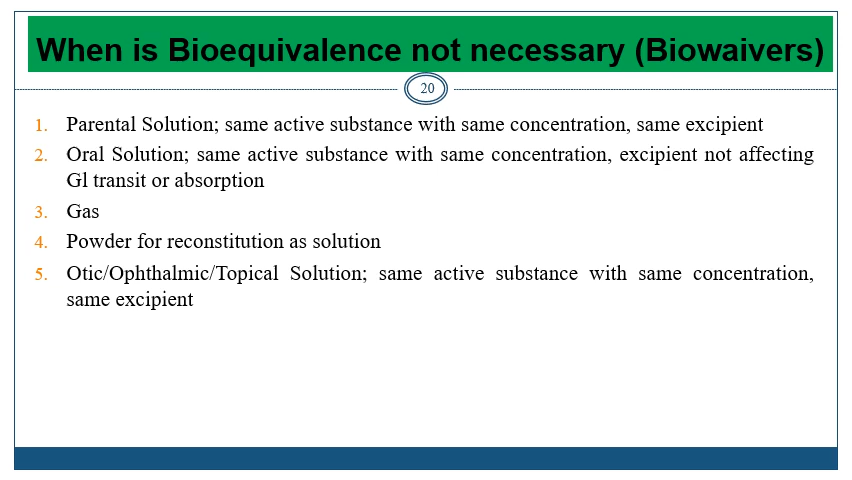 When is Bioequivalence not necessary (Biowaivers)
20
1. Parental Solution; same active substance with same concentration, same excipient
2. Oral Solution; same active substance with same concentration, excipient not affecting
Gl transit or absorption
3. Gas
4. Powder for reconstitution as solution
5. Otic/Ophthalmic/Topical Solution; same active substance with same concentration,
same excipient